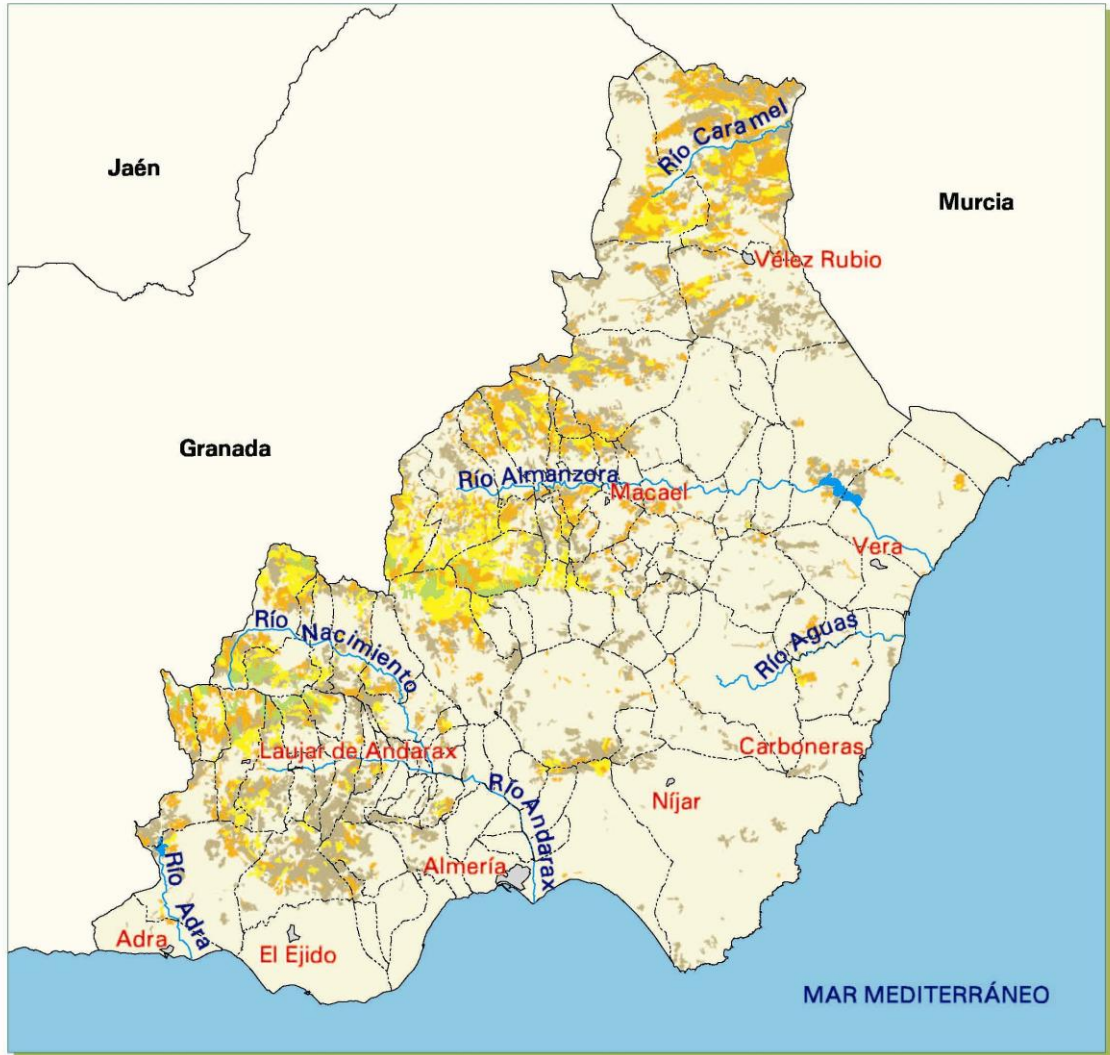 Río Caramel
Jaén
Murcia
Vélez Rubio
Granada
Río Almanzora
Macael
Vera
Río Nacimiento
Río Aguas
Laujar de Andarax
Carboneras
Río Andarax
Níjar
Almería
Río Adra
Adra
El Ejido
MAR MEDITERRÁNEO